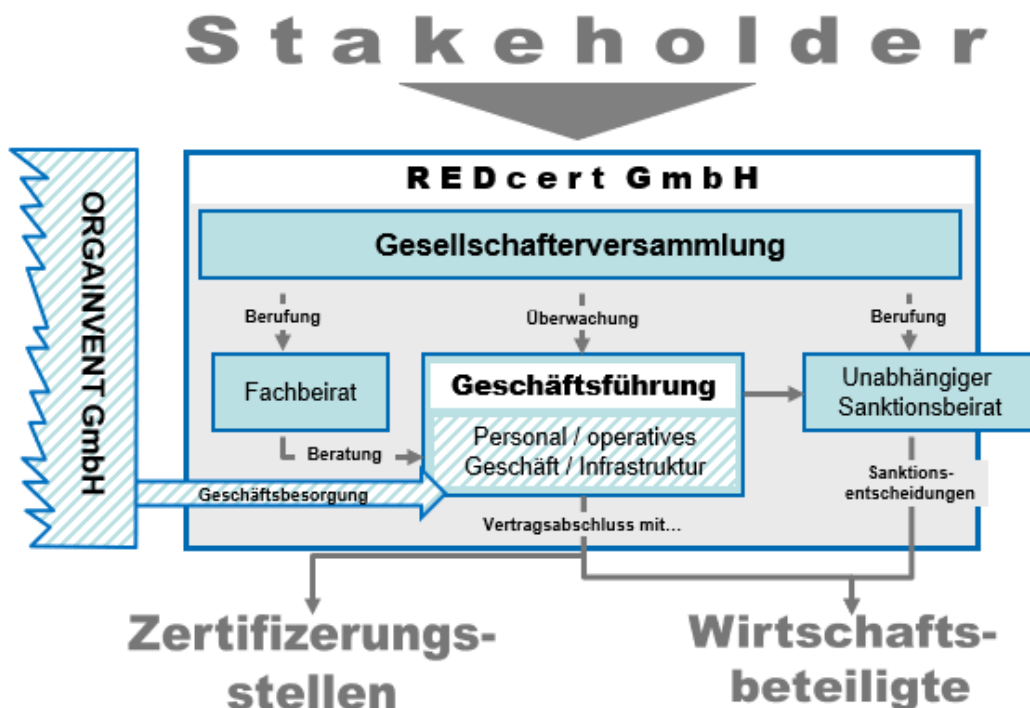 Stakeholder
REDcert GmbH
ORGAINVENT GmbH
Gesellschafterversammlung
Berufung
Überwachung
Berufung
Fachbeirat
Geschäftsführung
Personal / operatives
Geschäft / Infrastruktur
Unabhängiger
Sanktionsbeirat
Beratung
Geschäftsbesorgung
Sanktions-
entscheidungen
Vertragsabschluss mit...
Zertifizerungs-
stellen
Wirtschafts-
beteiligte